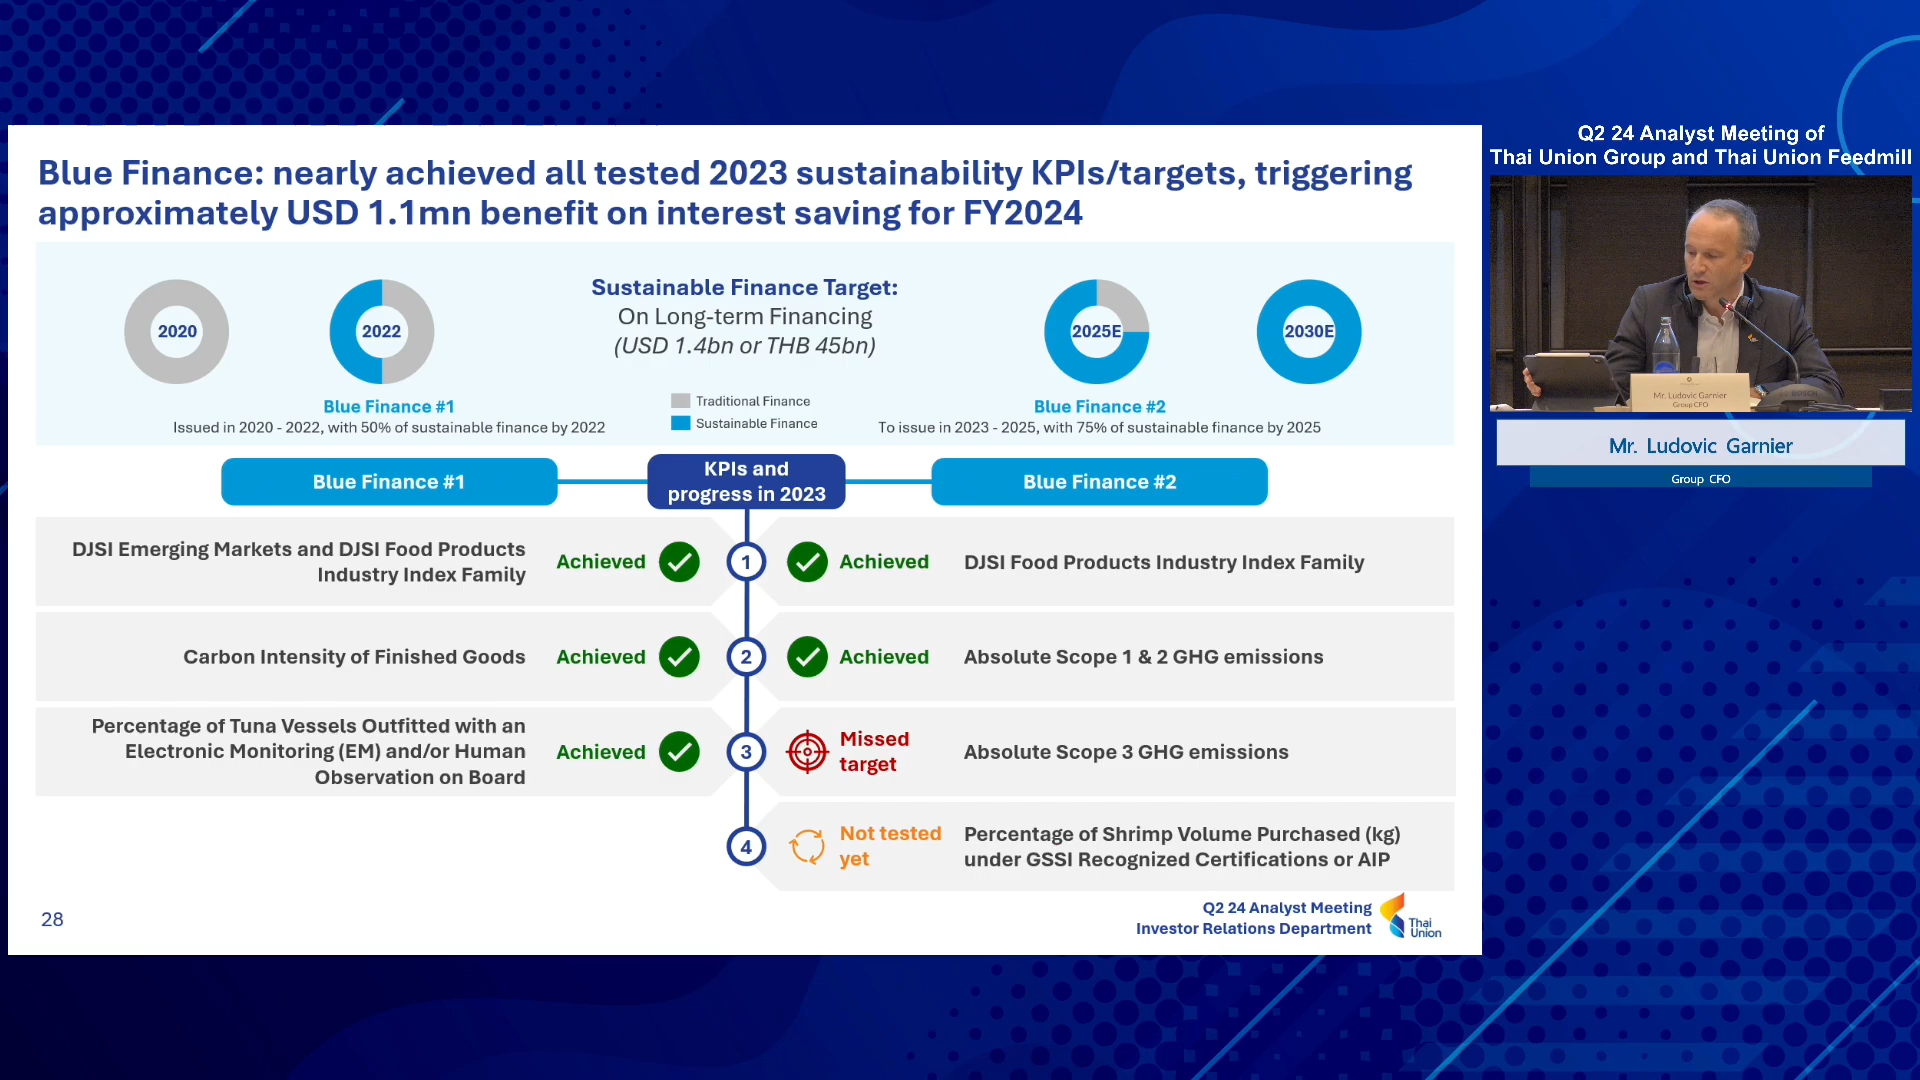 Q2 24 Analyst Meeting of
Thai Union Group and Thai Union Feedmill
Blue Finance: nearly achieved all tested 2023 sustainability KPIs/targets, triggering
approximately USD 1.1mn benefit on interest saving for FY2024
2020
2022
Sustainable Finance Target:
On Long-term Financing
(USD 1.4bn or THB 45bn)
2025E
2030E
Traditional Finance
Sustainable Finance
Blue Finance #1
Issued in 2020 - 2022, with 50% of sustainable finance by 2022
Blue Finance #2
To issue in 2023 - 2025, with 75% of sustainable finance by 2025
Blue Finance #1
KPIs and
progress in 2023
Blue Finance #2
DJSI Emerging Markets and DJSI Food Products
Industry Index Family
Achieved
1
Achieved
DJSI Food Products Industry Index Family
Carbon Intensity of Finished Goods
Achieved
2
Achieved
Absolute Scope 1 & 2 GHG emissions
Percentage of Tuna Vessels Outfitted with an
Electronic Monitoring (EM) and/or Human
Observation on Board
Achieved
3
Missed
target
Absolute Scope 3 GHG emissions
4
Not tested
yet
Percentage of Shrimp Volume Purchased (kg)
under GSSI Recognized Certifications or AIP
28
Q2 24 Analyst Meeting
Investor Relations Department
Thai
Union
Mr. Ludovic Garnier
Group CFO
Mr. Ludovic Garnier
Group CFO